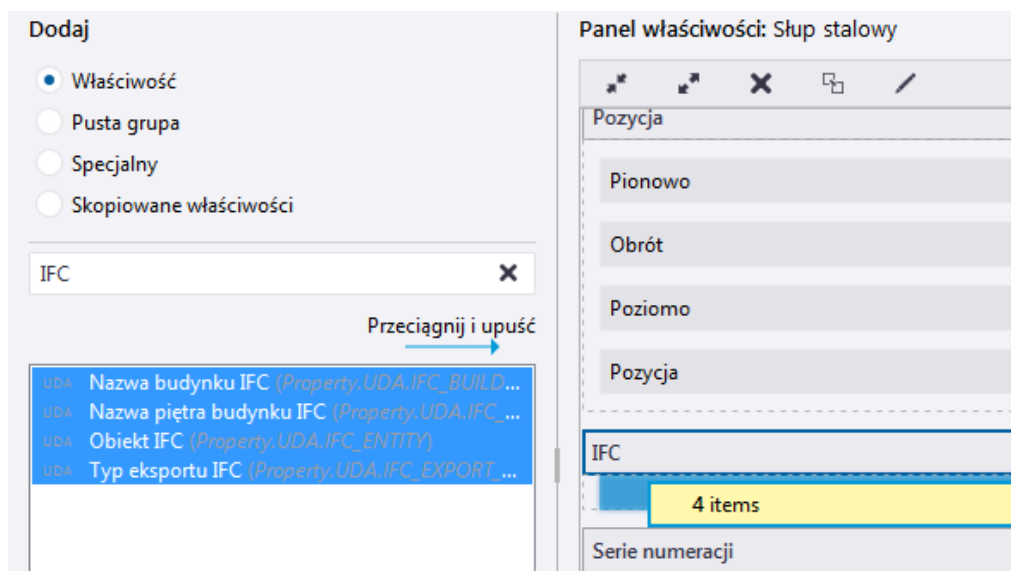 Dodaj
Właściwość
Pusta grupa
Specjalny
Skopiowane właściwości
IFC
Przeciągnij i upuść
UDA Nazwa budynku IFC (Property.UDA.IFC_BUILD...
UDA Nazwa piętra budynku IFC (Property.UDA.IFC_...
UDA Obiekt IFC (Property.UDA.IFC_ENTITY)
UDA Typ eksportu IFC (Property.UDA.IFC_EXPORT_...
Panel właściwości: Słup stalowy
Pozycja
Pionowo
Obrót
Poziomo
Pozycja
IFC
4 items
Serie numeracji